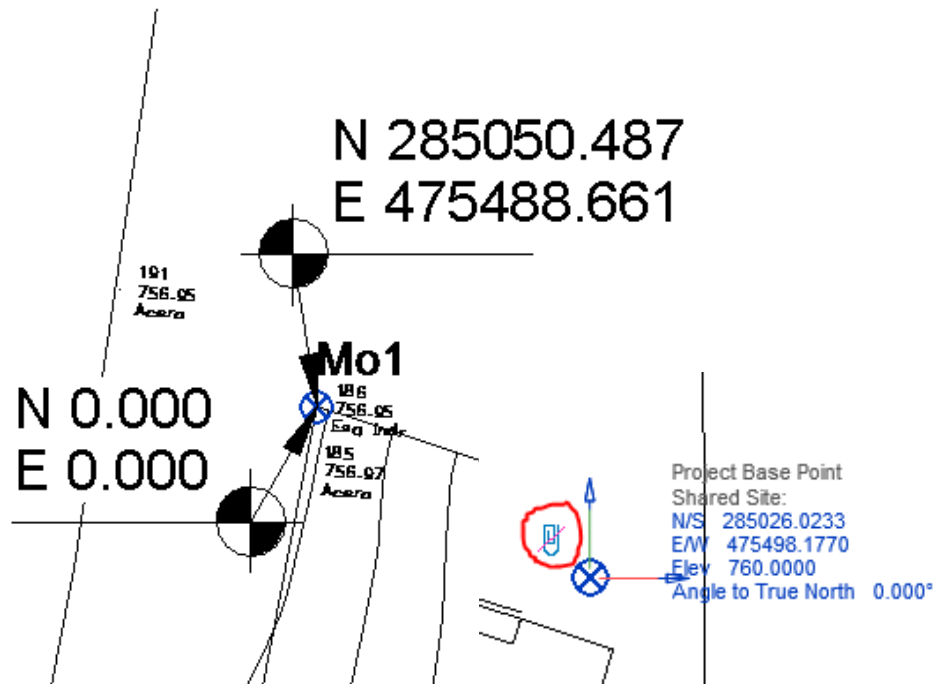 N 285050.487
E 475488.661
191
756.95
Acera
Mo1
186
756.95
Esq Indr
N 0.000
E 0.000
185
756.97
Acera
Project Base Point
Shared Site:
N/S 285026.0233
E/W 475498.1770
Elev 760.0000
Angle to True North 0.000°